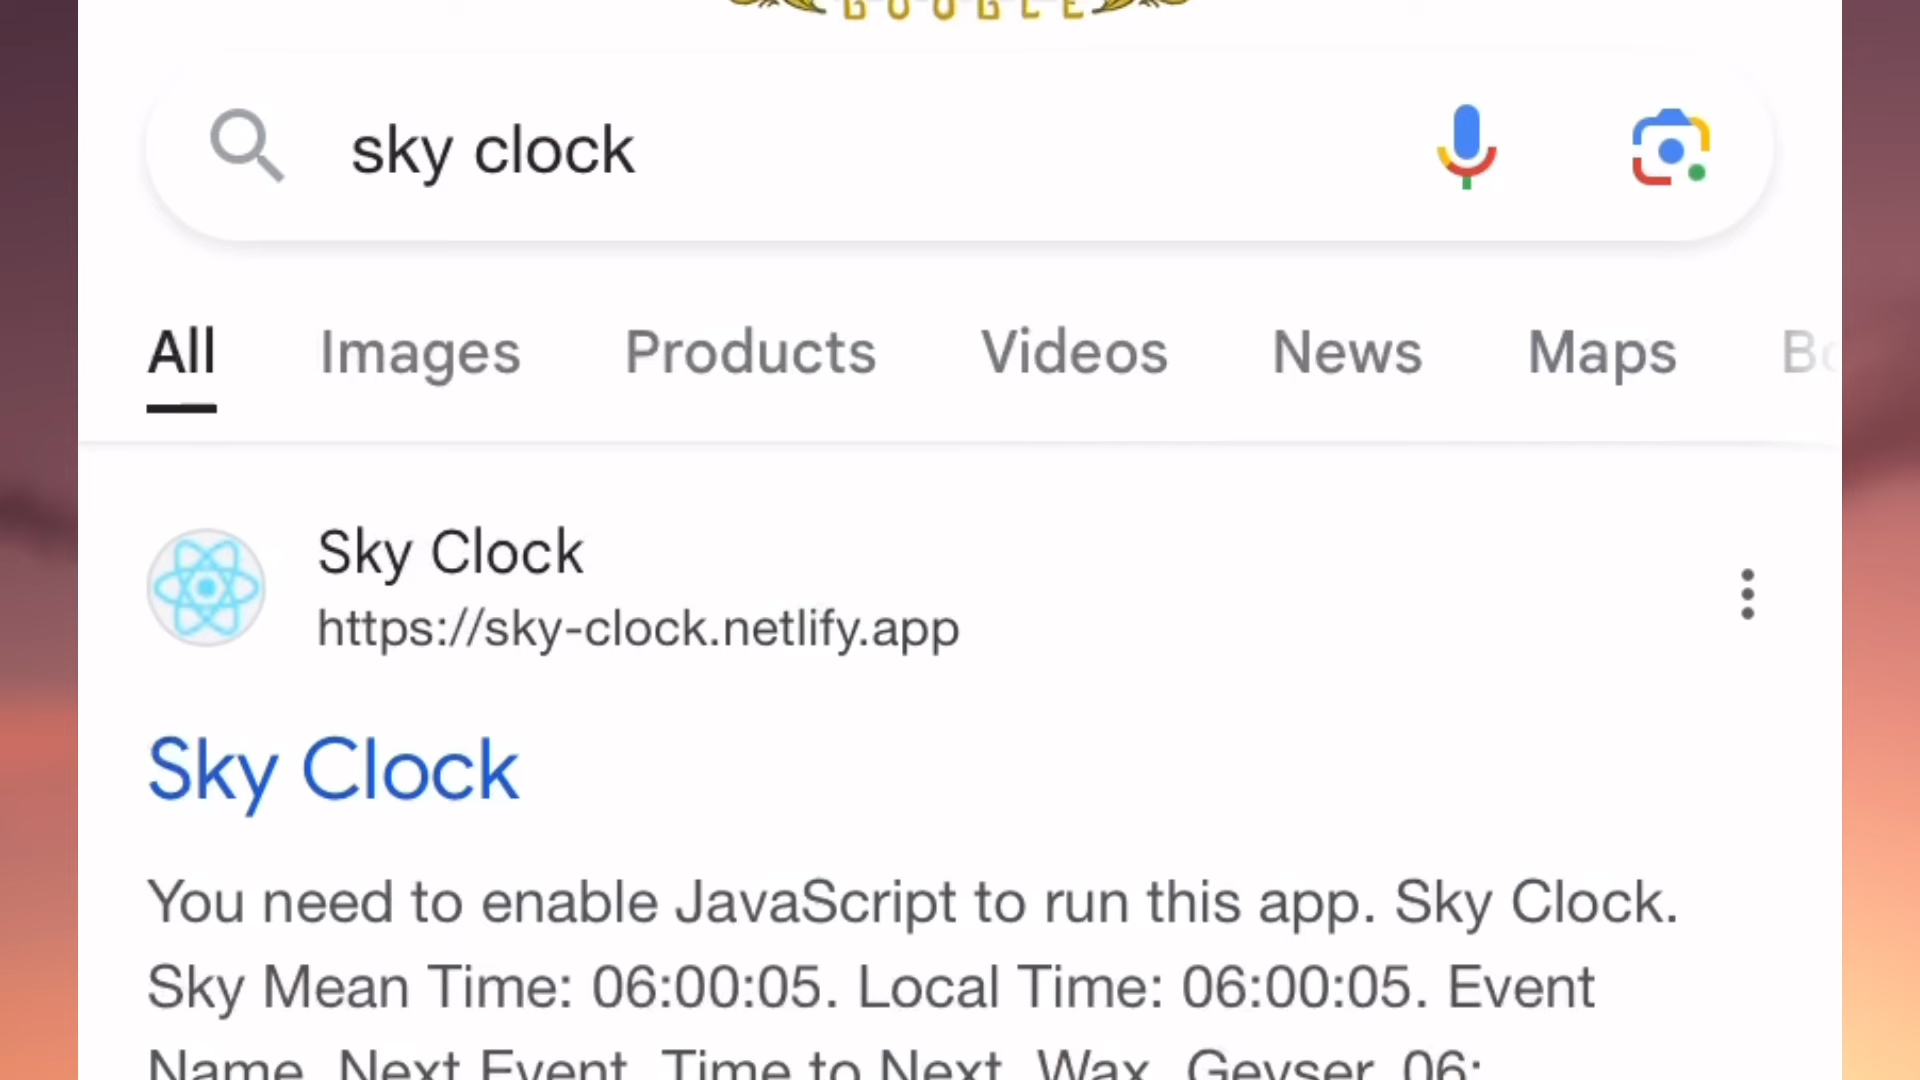 GOOGLE
sky clock
All Images Products Videos News Maps
Sky Clock
https://sky-clock.netlify.app
Sky Clock
You need to enable JavaScript to run this app. Sky Clock.
Sky Mean Time: 06:00:05. Local Time: 06:00:05. Event
Name, Next Event, Time to Next. Wax. Geyser, 06: